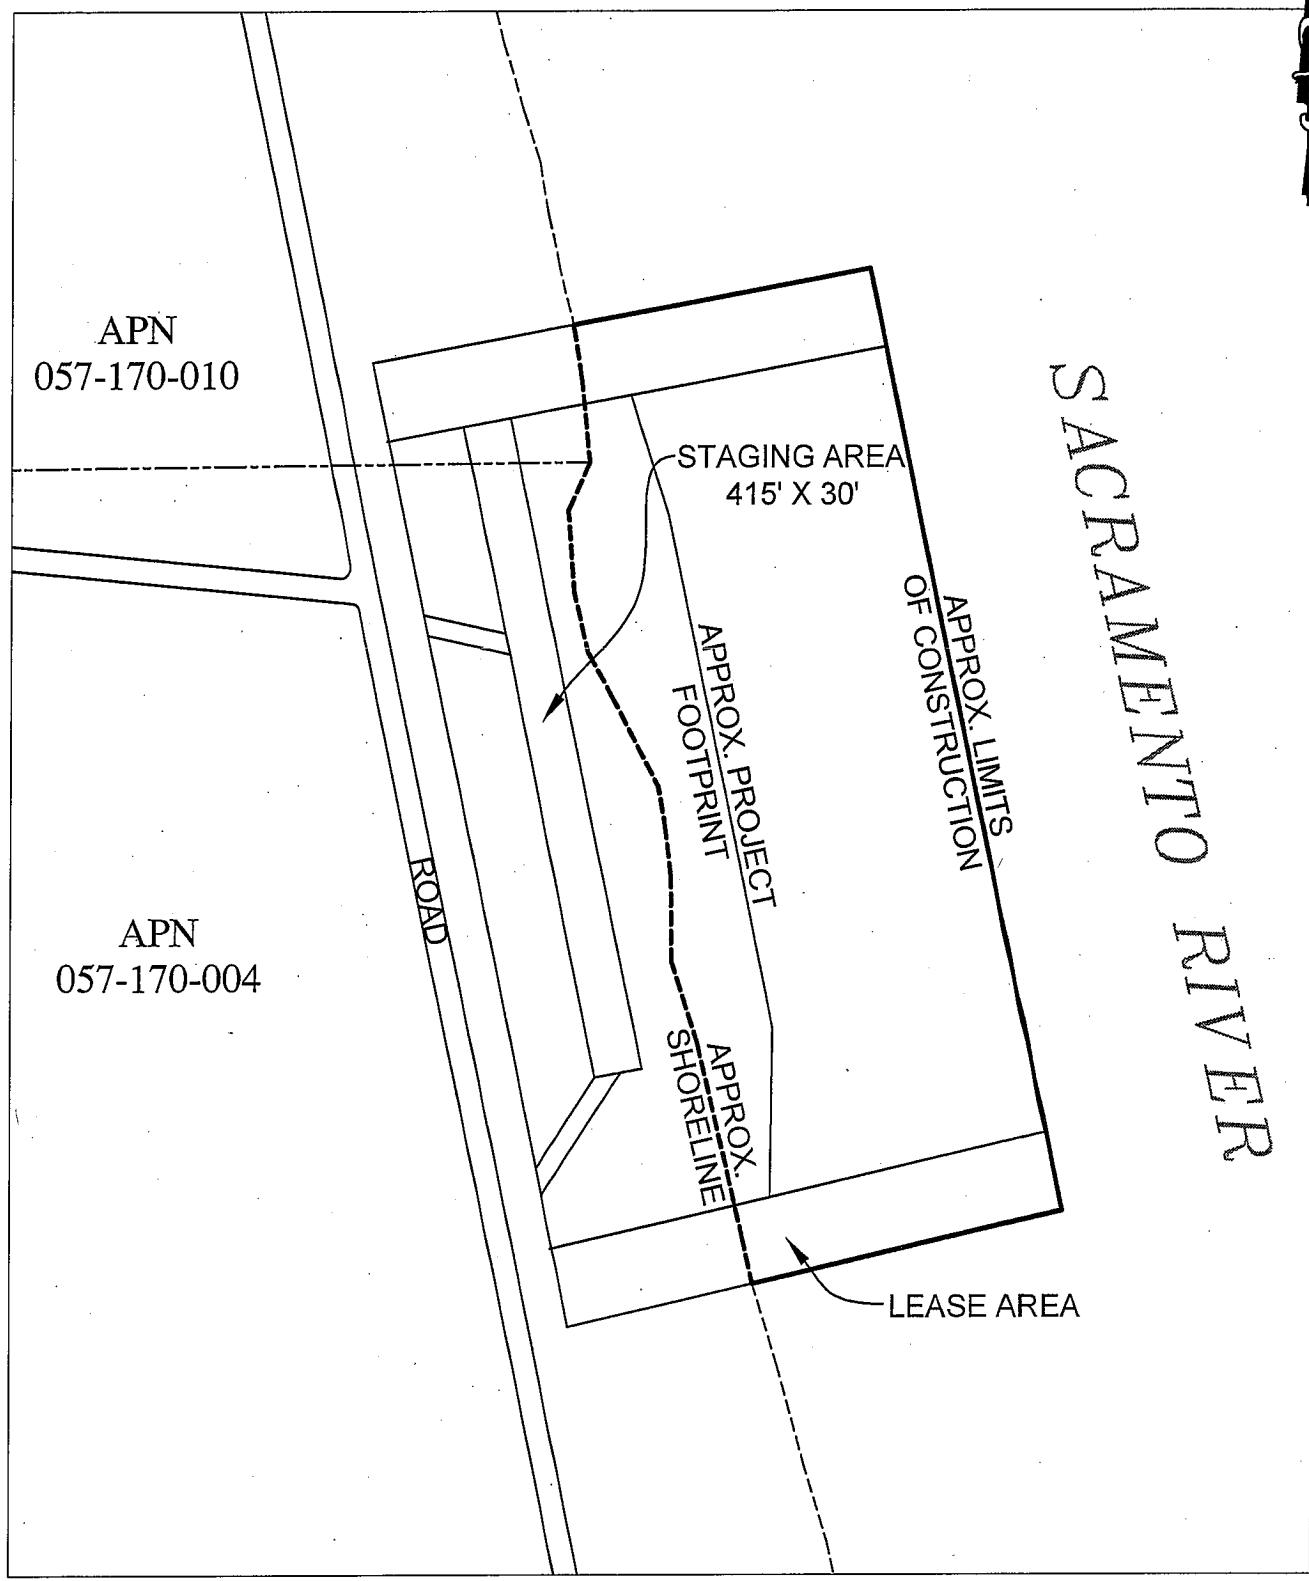 APN
057-170-010
STAGING AREA
415' X 30'
SACRAMENTO RIVER
APPROX. LIMITS
OF CONSTRUCTION
APPROX. PROJECT
FOOTPRINT
ROAD
APN
057-170-004
APPROX.
SHORELINE
LEASE AREA